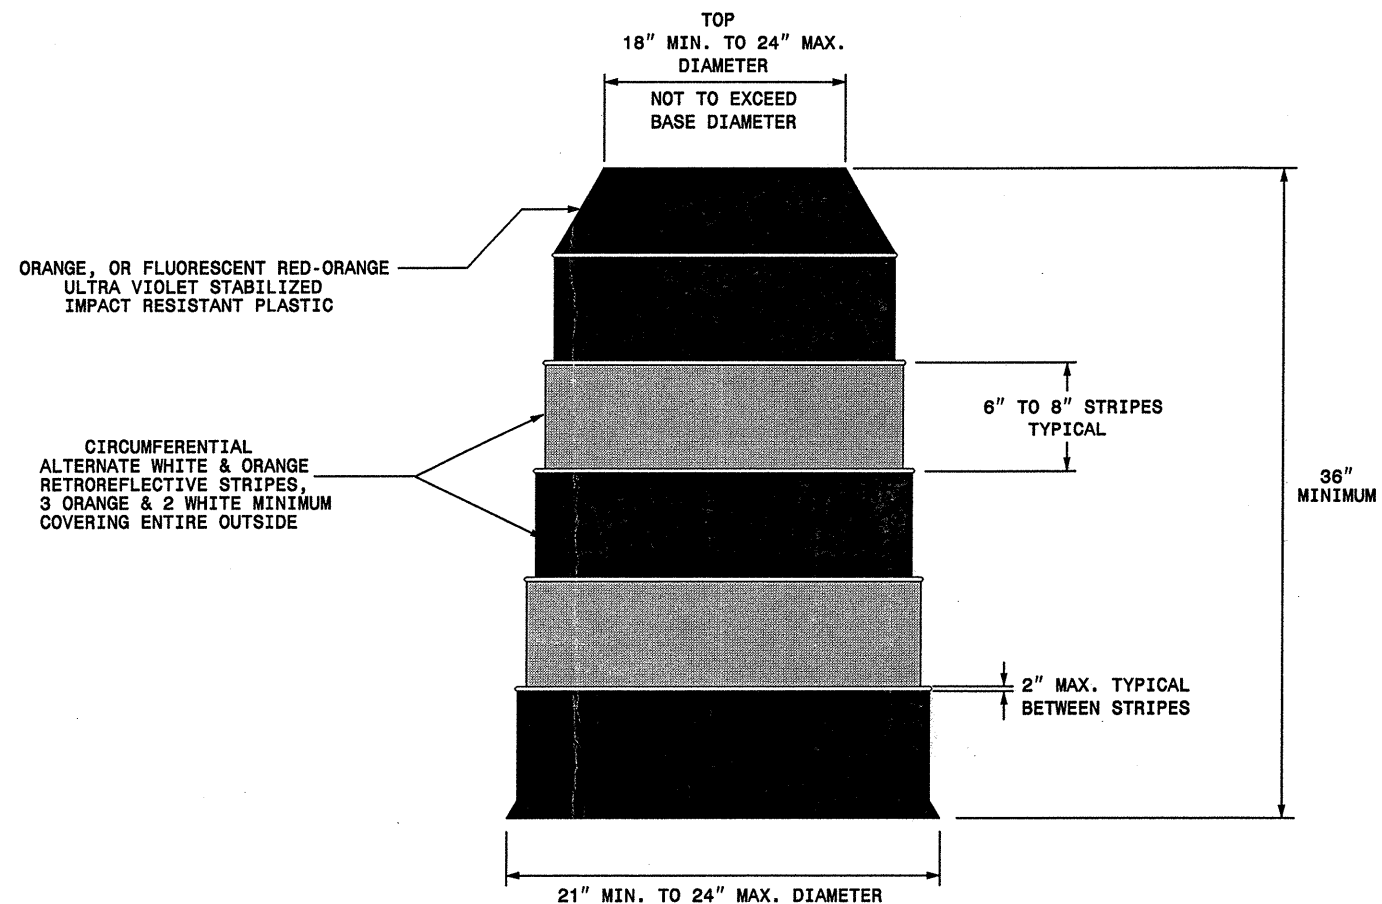 TOP
18" MIN. TO 24" MAX.
DIAMETER
NOT TO EXCEED
BASE DIAMETER
ORANGE, OR FLUORESCENT RED-ORANGE
ULTRA VIOLET STABILIZED
IMPACT RESISTANT PLASTIC
6" TO 8" STRIPES
TYPICAL
CIRCUMFERENTIAL
ALTERNATE WHITE & ORANGE
RETROREFLECTIVE STRIPES,
3 ORANGE & 2 WHITE MINIMUM
COVERING ENTIRE OUTSIDE
36"
MINIMUM
2" MAX. TYPICAL
BETWEEN STRIPES
21" MIN. TO 24" MAX. DIAMETER